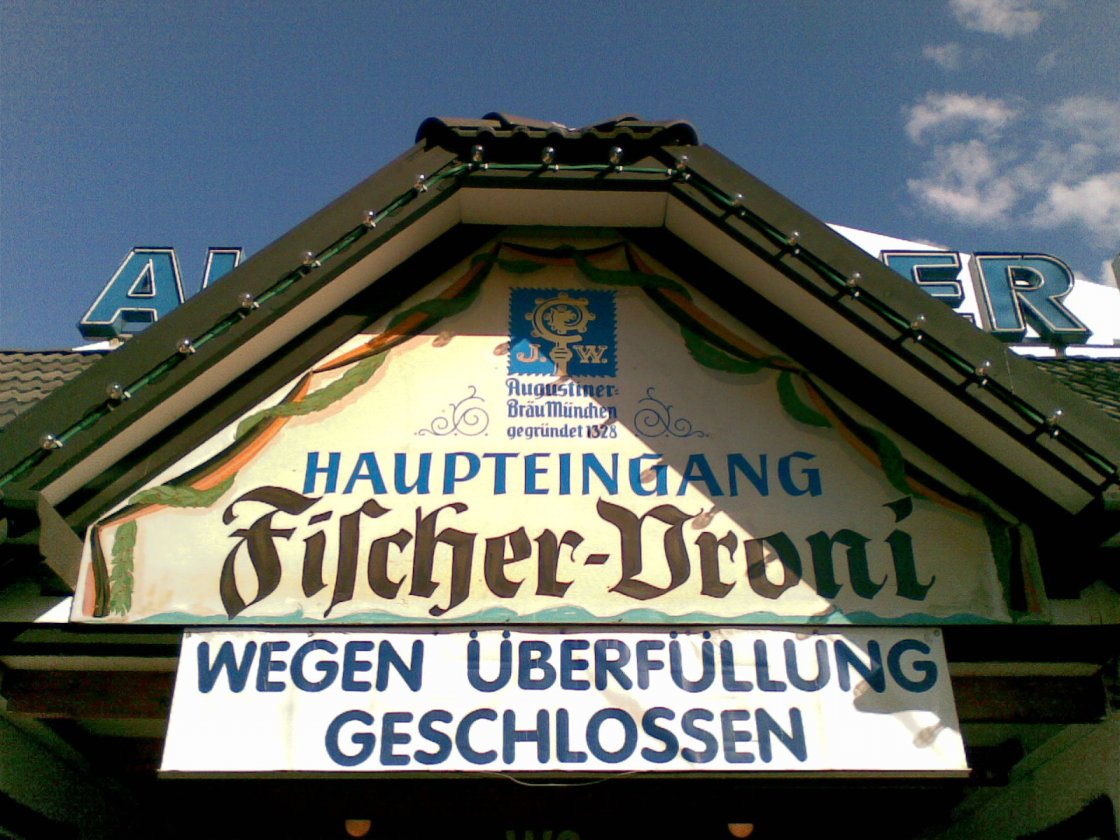 J. W.
Augustiner-
Bräu München
gegründet 1328
HAUPTEINGANG
Fischer-Vroni
WEGEN ÜBERFÜLLUNG
GESCHLOSSEN